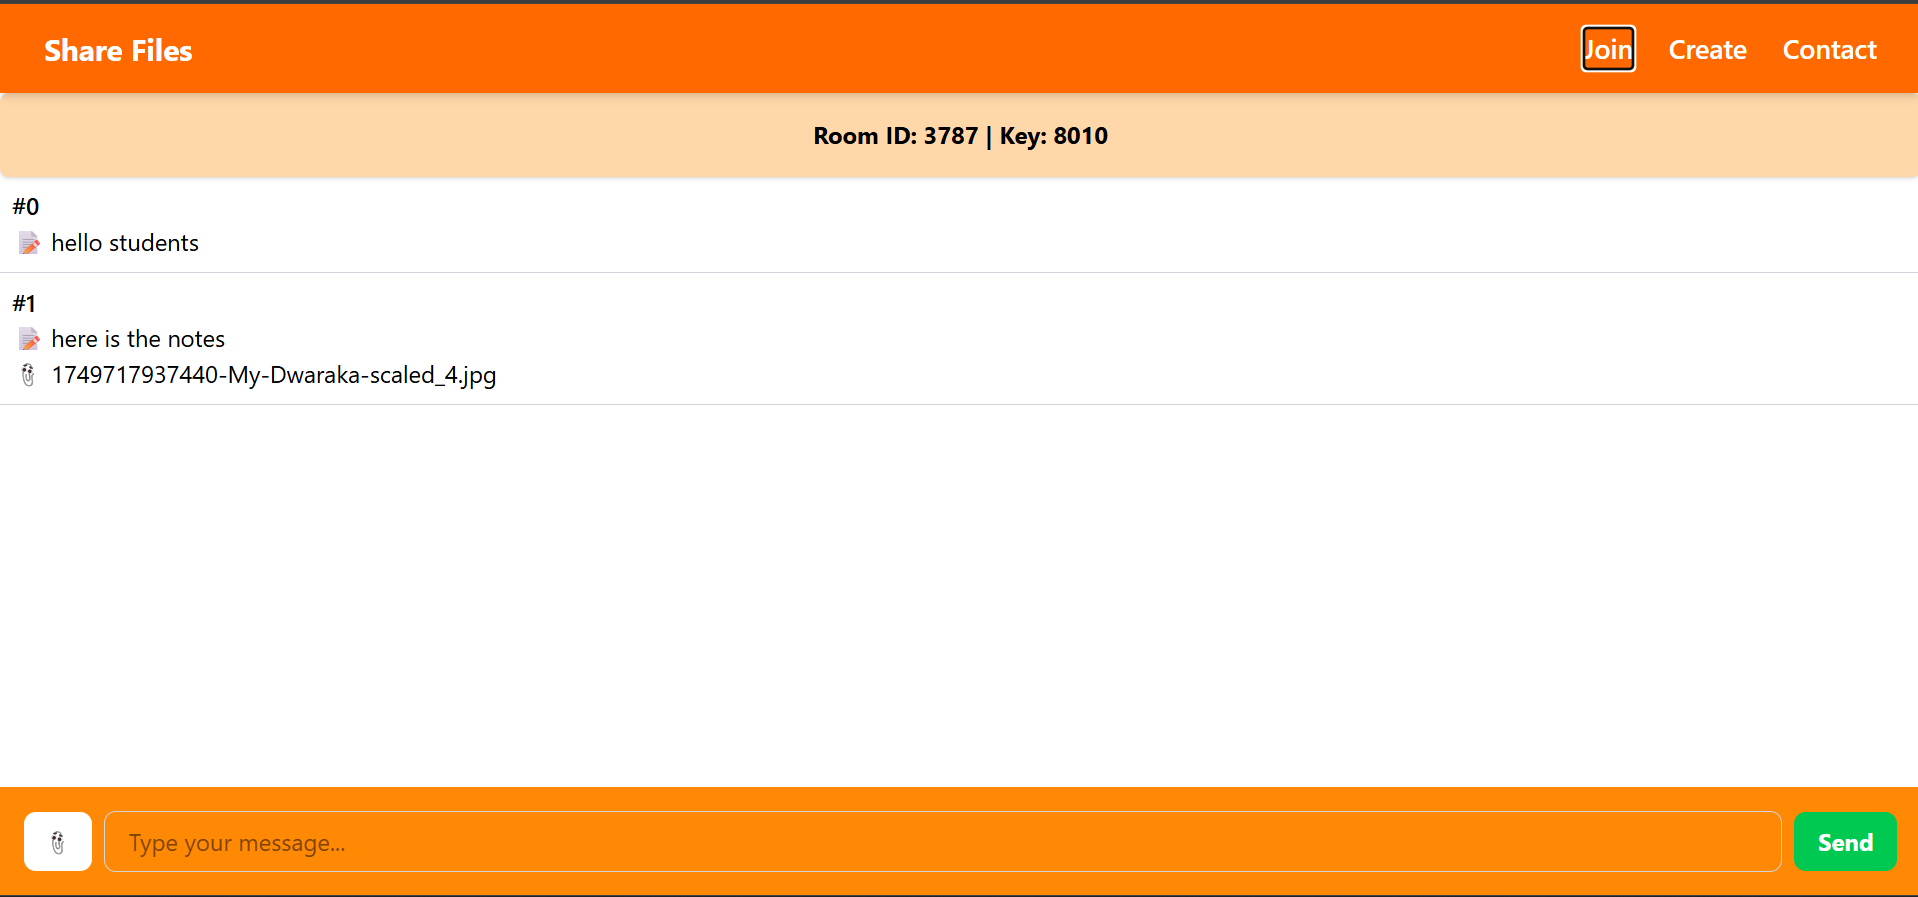 Share Files
Join Create Contact
Room ID: 3787 | Key: 8010
#0
📝 hello students
#1
📝 here is the notes
📎 1749717937440-My-Dwaraka-scaled_4.jpg
📎 Type your message... Send